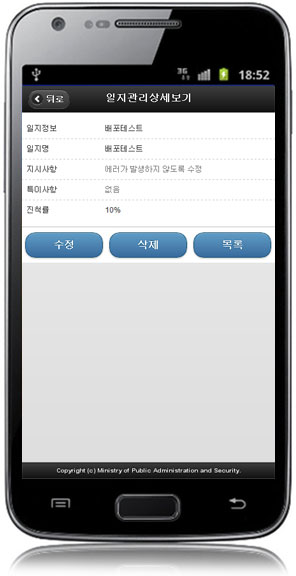 3G 18:52
뒤로 일지관리상세보기
일지정보 배포테스트
일지명 배포테스트
지시사항 에러가 발생하지 않도록 수정
특이사항 없음
진척률 10%
수정 삭제 목록
Copyright (c) Ministry of Public Administration and Security.